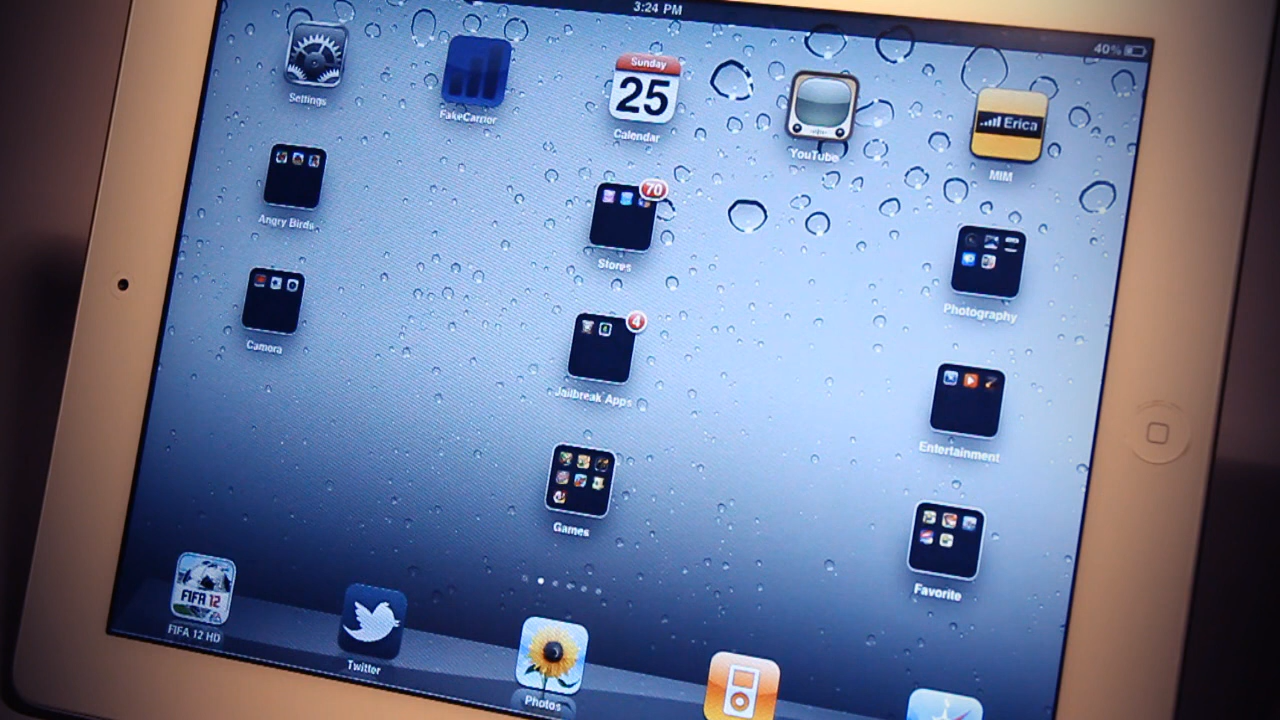 3:24 PM
40%
Settings
FakeCarrier
Sunday
25
Calendar
YouTube
Erica
MIM
Angry Birds
70
Stores
Photography
Camera
4
Jailbreak Apps
Entertainment
Games
Favorite
FIFA 12
FIFA 12 HD
Twitter
Photos